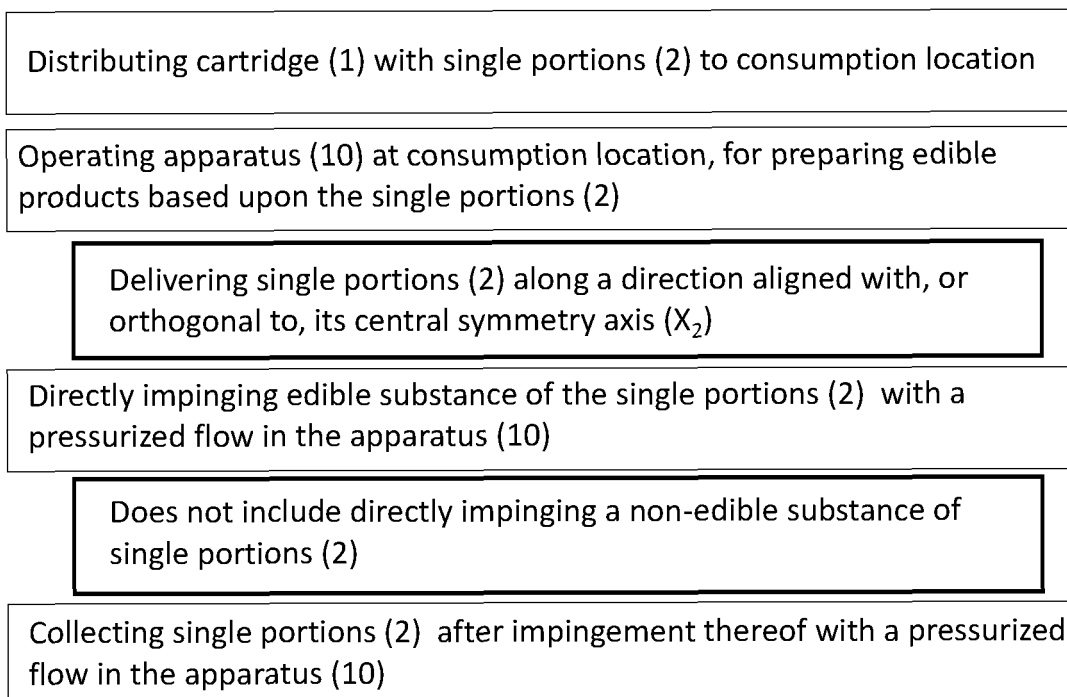 Distributing cartridge (1) with single portions (2) to consumption location
Operating apparatus (10) at consumption location, for preparing edible
products based upon the single portions (2)
Delivering single portions (2) along a direction aligned with, or
orthogonal to, its central symmetry axis (X₂)
Directly impinging edible substance of the single portions (2) with a
pressurized flow in the apparatus (10)
Does not include directly impinging a non-edible substance of
single portions (2)
Collecting single portions (2) after impingement thereof with a pressurized
flow in the apparatus (10)